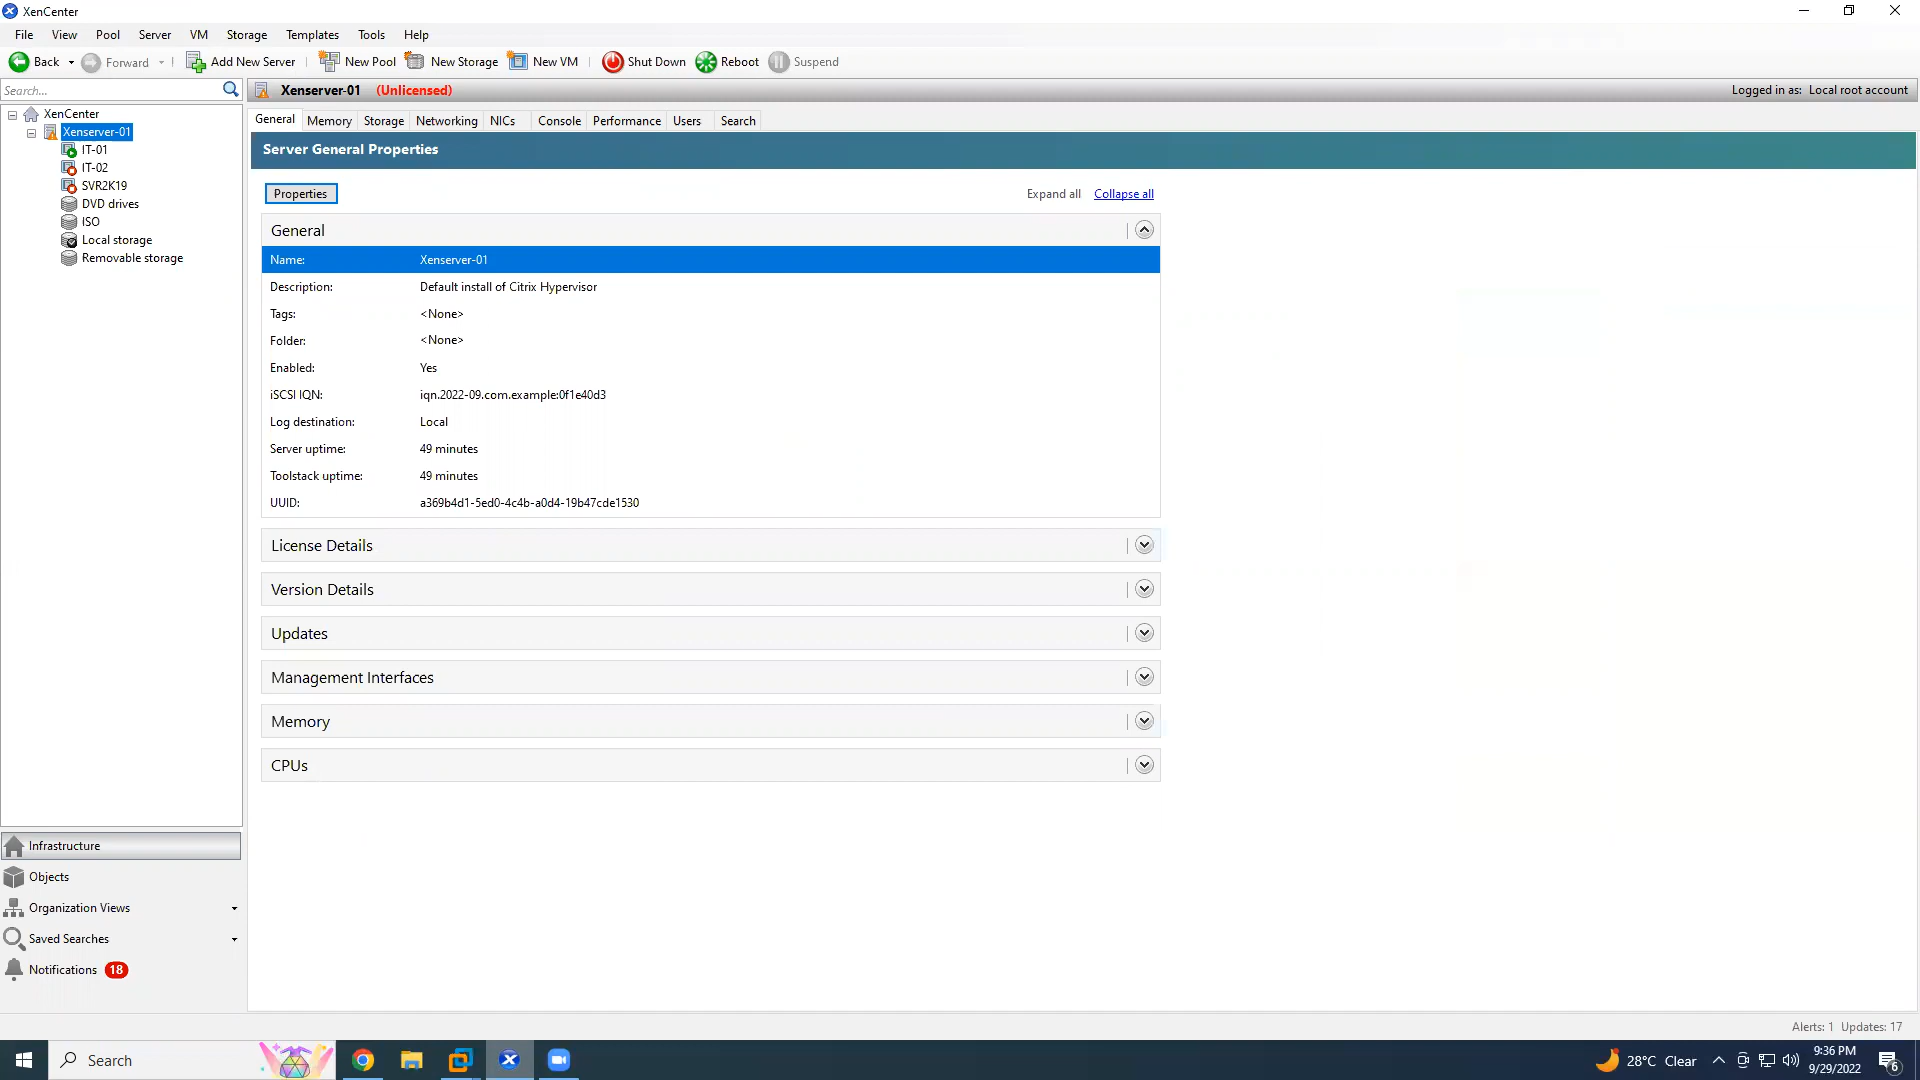 XenCenter
File View Pool Server VM Storage Templates Tools Help
Back Forward Add New Server New Pool New Storage New VM Shut Down Reboot Suspend
Search...
Xenserver-01 (Unlicensed) Logged in as: Local root account
XenCenter
Xenserver-01
IT-01
IT-02
SVR2K19
DVD drives
ISO
Local storage
Removable storage
General Memory Storage Networking NICs Console Performance Users Search
Server General Properties
Properties Expand all Collapse all
General
Name: Xenserver-01
Description: Default install of Citrix Hypervisor
Tags: <None>
Folder: <None>
Enabled: Yes
iSCSI IQN: iqn.2022-09.com.example:0f1e40d3
Log destination: Local
Server uptime: 49 minutes
Toolstack uptime: 49 minutes
UUID: a369b4d1-5ed0-4c4b-a0d4-19b47cde1530
License Details
Version Details
Updates
Management Interfaces
Memory
CPUs
Infrastructure
Objects
Organization Views
Saved Searches
Notifications 18
Alerts: 1 Updates: 17
Search
28°C Clear
9:36 PM
9/29/2022
6